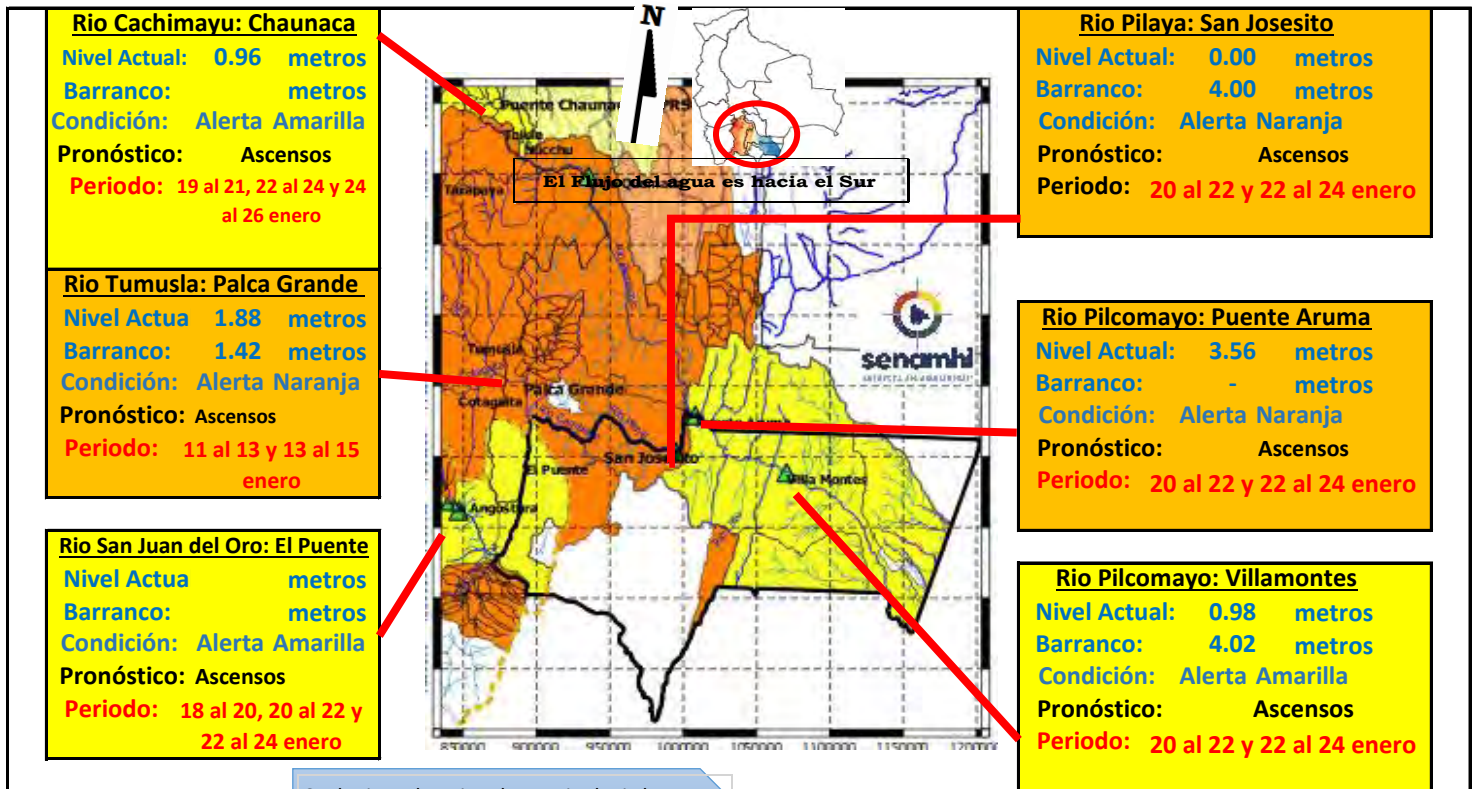 Rio Cachimayu: Chaunaca
Nivel Actual: 0.96 metros
Barranco: metros
Condición: Alerta Amarilla
Pronóstico: Ascensos
Periodo: 19 al 21, 22 al 24 y 24
al 26 enero
Rio Tumusla: Palca Grande
Nivel Actua 1.88 metros
Barranco: 1.42 metros
Condición: Alerta Naranja
Pronóstico: Ascensos
Periodo: 11 al 13 y 13 al 15
enero
Rio San Juan del Oro: El Puente
Nivel Actua metros
Barranco: metros
Condición: Alerta Amarilla
Pronóstico: Ascensos
Periodo: 18 al 20, 20 al 22 y
22 al 24 enero
N
Puente Chauna
Succhu
Tarapaya
El Flujo del agua es hacia el Sur
senamhi
Tumusla
Palca Grande
Cotagaita
Aruma
San Jose
El Puente
Villa Montes
Angostura
850000 900000 950000 1000000 1050000 1100000 1150000
Rio Pilaya: San Josesito
Nivel Actual: 0.00 metros
Barranco: 4.00 metros
Condición: Alerta Naranja
Pronóstico: Ascensos
Periodo: 20 al 22 y 22 al 24 enero
Rio Pilcomayo: Puente Aruma
Nivel Actual: 3.56 metros
Barranco: - metros
Condición: Alerta Naranja
Pronóstico: Ascensos
Periodo: 20 al 22 y 22 al 24 enero
Rio Pilcomayo: Villamontes
Nivel Actual: 0.98 metros
Barranco: 4.02 metros
Condición: Alerta Amarilla
Pronóstico: Ascensos
Periodo: 20 al 22 y 22 al 24 enero